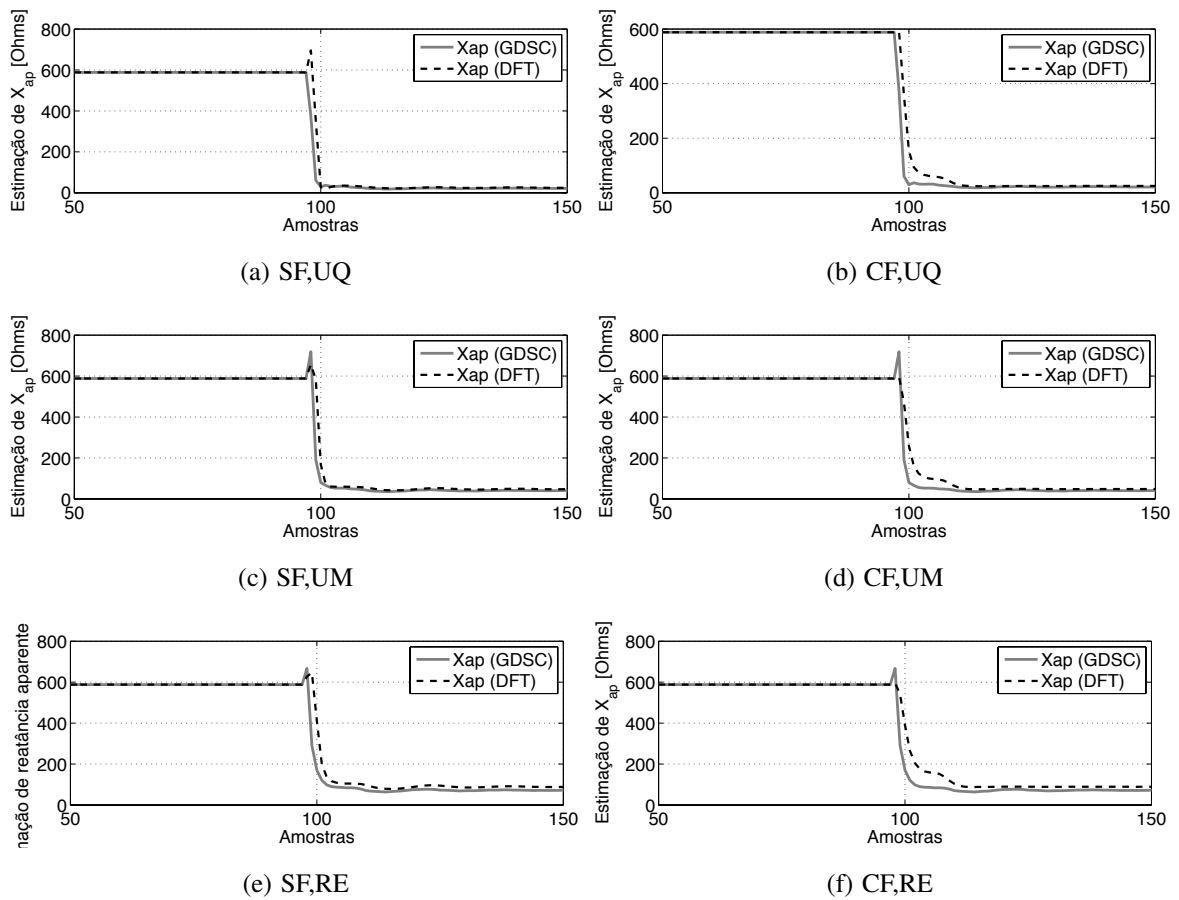 Estimação de X_ap [Ohms]
800
600
400
200
0
50
100
150
Amostras
Xap (GDSC)
Xap (DFT)
(a) SF,UQ
Estimação de X_ap [Ohms]
600
400
200
0
50
100
150
Amostras
Xap (GDSC)
Xap (DFT)
(b) CF,UQ
Estimação de X_ap [Ohms]
800
600
400
200
0
50
100
150
Amostras
Xap (GDSC)
Xap (DFT)
(c) SF,UM
Estimação de X_ap [Ohms]
800
600
400
200
0
50
100
150
Amostras
Xap (GDSC)
Xap (DFT)
(d) CF,UM
mação de reatância aparente
800
600
400
200
0
50
100
150
Amostras
Xap (GDSC)
Xap (DFT)
(e) SF,RE
Estimação de X_ap [Ohms]
800
600
400
200
0
50
100
150
Amostras
Xap (GDSC)
Xap (DFT)
(f) CF,RE